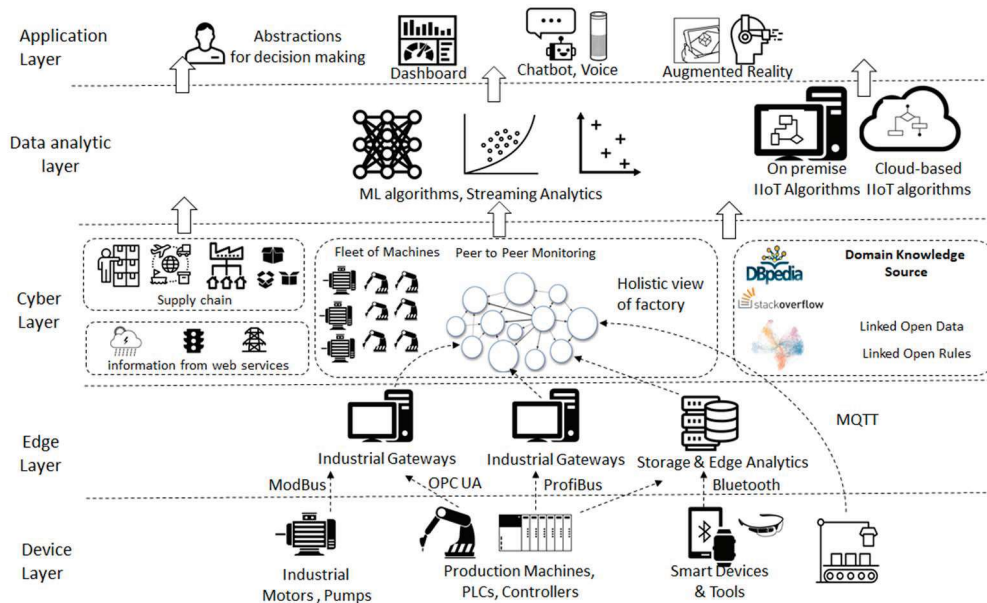 Application
Layer
Abstractions
for decision making
Dashboard
Chatbot, Voice
Augmented Reality
Data analytic
layer
ML algorithms, Streaming Analytics
On premise
IIoT Algorithms
Cloud-based
IIoT algorithms
Cyber
Layer
Supply chain
information from web services
Fleet of Machines
Peer to Peer Monitoring
Holistic view
of factory
DBpedia
stackoverflow
Domain Knowledge
Source
Linked Open Data
Linked Open Rules
Edge
Layer
Industrial Gateways
Industrial Gateways
Storage & Edge Analytics
MQTT
ModBus
OPC UA
ProfiBus
Bluetooth
Device
Layer
Industrial
Motors , Pumps
Production Machines,
PLCs, Controllers
Smart Devices
& Tools